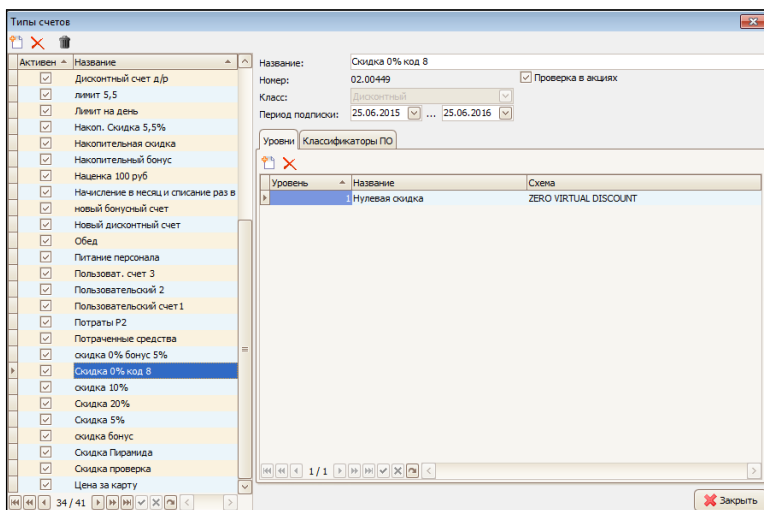 Типы счетов
Активен Название
Дисконтный счет д/р
лимит 5,5
Лимит на день
Накоп. Скидка 5,5%
Накопительная скидка
Накопительный бонус
Наценка 100 руб
Начисление в месяц и списание раз в
новый бонусный счет
Новый дисконтный счет
Обед
Питание персонала
Пользоват. счет 3
Пользовательский 2
Пользовательский счет1
Потраты Р2
Потраченные средства
скидка 0% бонус 5%
Скидка 0% код 8
скидка 10%
Скидка 20%
Скидка 5%
скидка бонус
Скидка Пирамида
Скидка проверка
Цена за карту
34 / 41
Название: Скидка 0% код 8
Номер: 02.00449 Проверка в акциях
Класс: Дисконтный
Период подписки: 25.06.2015 ... 25.06.2016
Уровни Классификаторы ПО
Уровень Название Схема
1 Нулевая скидка ZERO VIRTUAL DISCOUNT
1 / 1
Закрыть